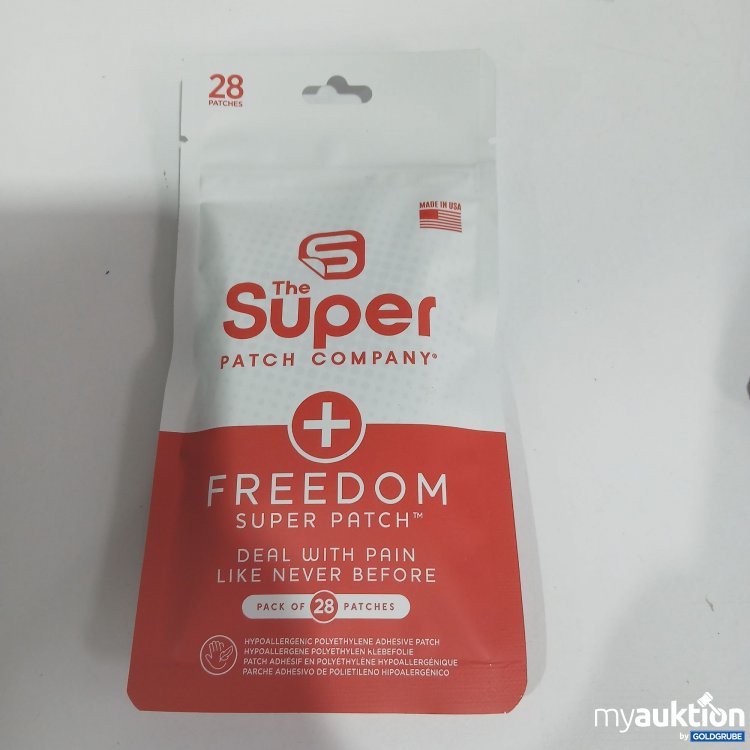 28
PATCHES
MADE IN USA
S
The
Super
PATCH COMPANY®
FREEDOM
SUPER PATCH™
DEAL WITH PAIN
LIKE NEVER BEFORE
PACK OF 28 PATCHES
HYPOALLERGENIC POLYETHYLENE ADHESIVE PATCH
HYPOALLERGENE POLYETHYLEN KLEBEFOLIE
PATCH ADHÉSIF EN POLYÉTHYLÈNE HYPOALLERGÉNIQUE
PARCHE ADHESIVO DE POLIETILENO HIPOALERGÉNICO
myauktion
by GOLDGRUBE